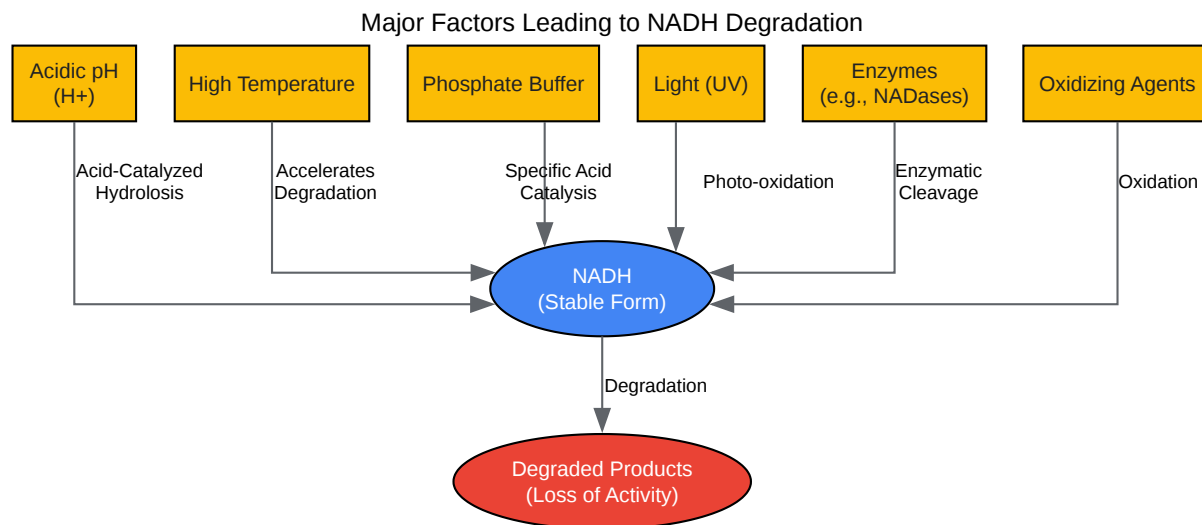 Major Factors Leading to NADH Degradation
Acidic pH
(H+)
High Temperature
Phosphate Buffer
Light (UV)
Enzymes
(e.g., NADases)
Oxidizing Agents
Acid-Catalyzed
Hydrolosis
Accelerates
Degradation
Specific Acid
Catalysis
Photo-oxidation
Enzymatic
Cleavage
Oxidation
NADH
(Stable Form)
Degradation
Degraded Products
(Loss of Activity)